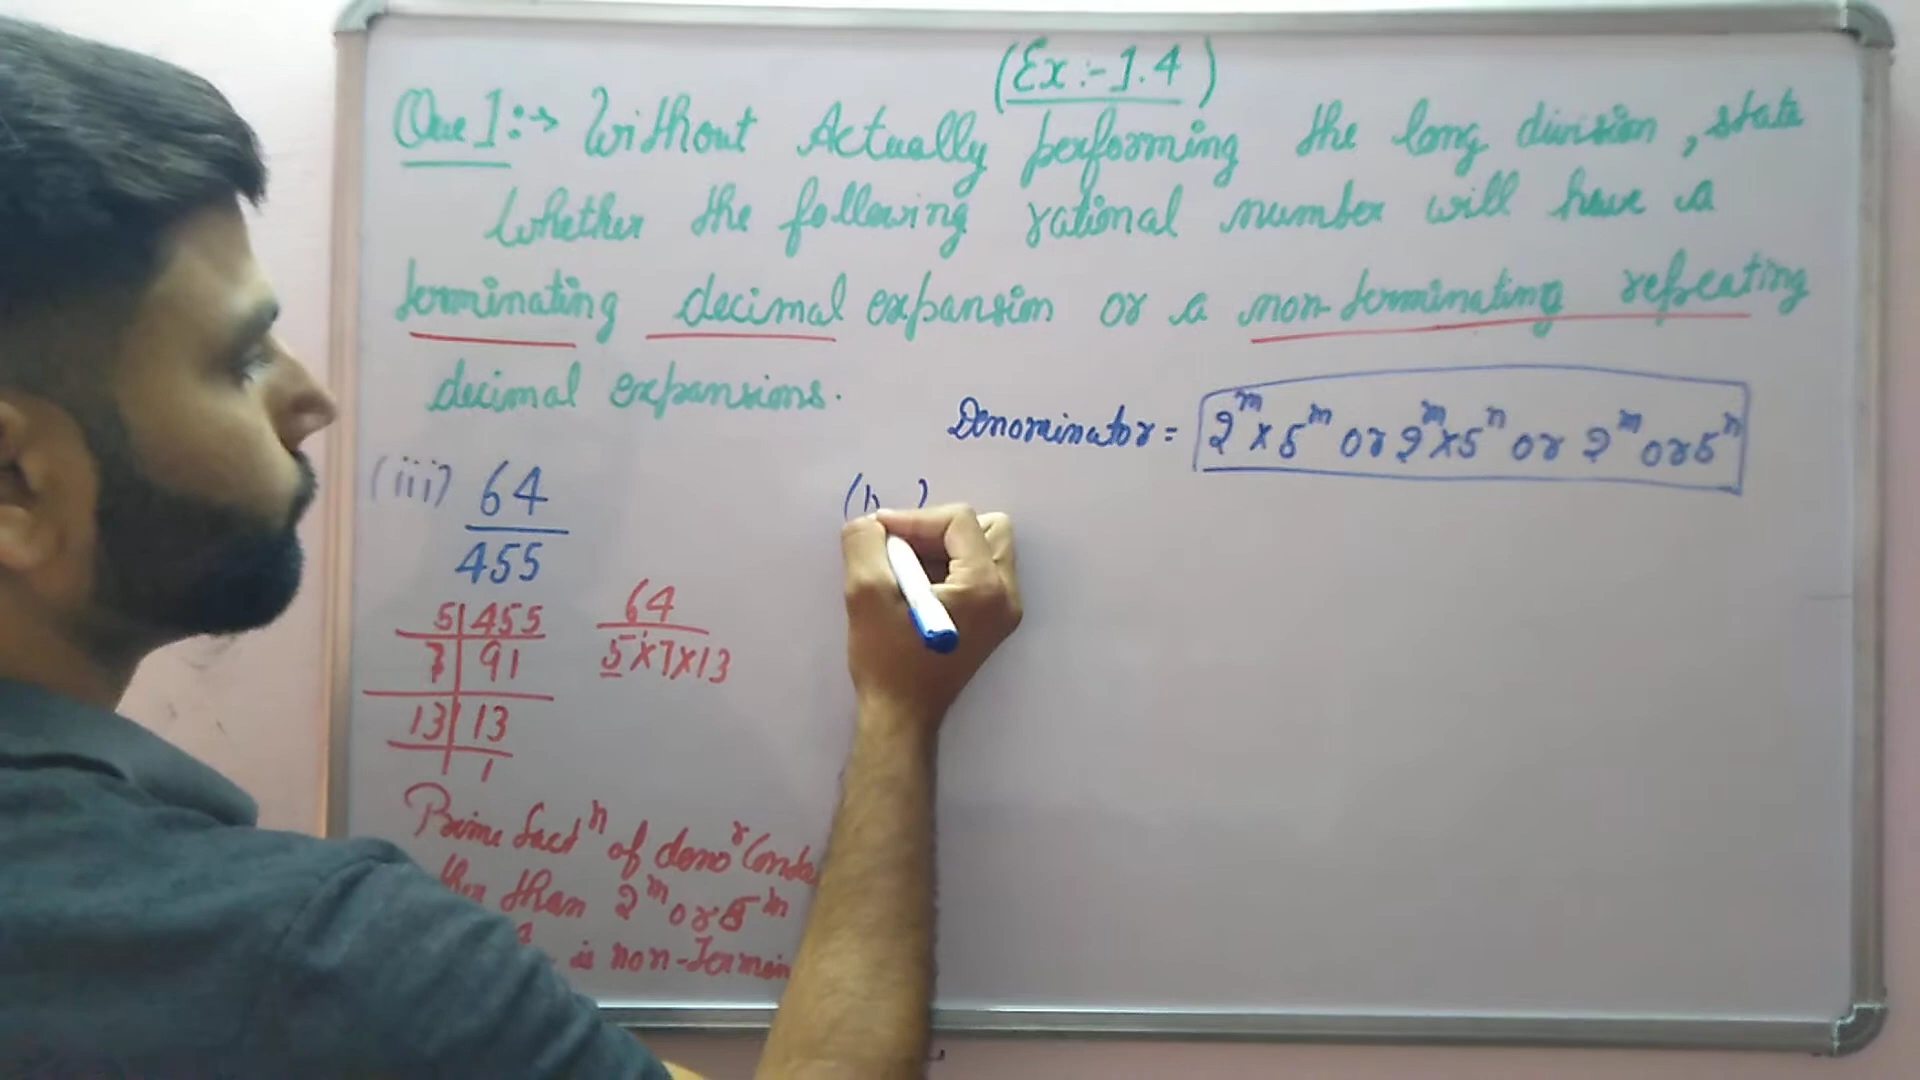 (Ex :- 1.4)
Que 1 :-> Without Actually performing the long division, state
Whether the following rational number will have a
terminating decimal expansion or a non-terminating repeating
decimal expansions.
Denominator = 2^m x 5^m or 2^m x 5^n or 2^m or 5^n
(iii) 64
455
5 | 455
7 | 91
13 | 13
1
64
5^1 x 7 x 13
Prime fact^n of deno^r
than 2^m or 5^m
is non-Termin